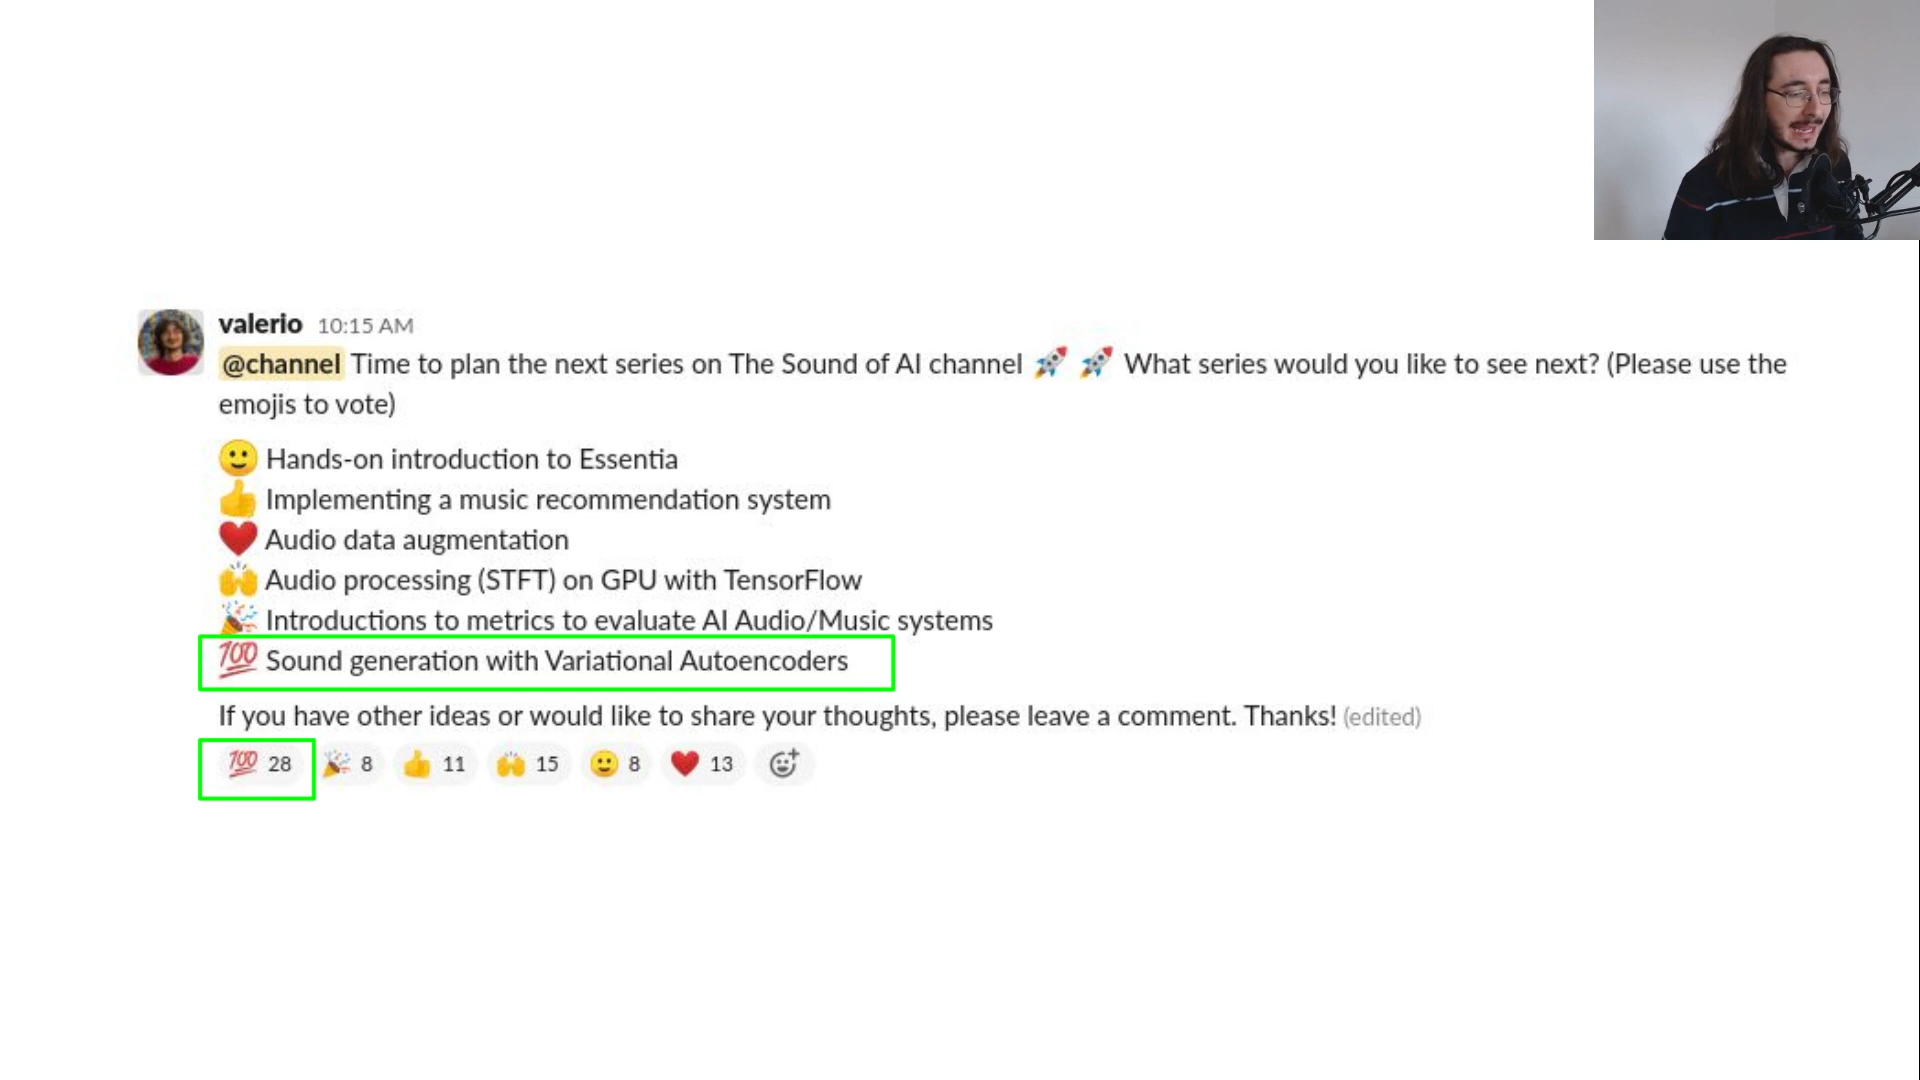 valerio 10:15 AM
@channel Time to plan the next series on The Sound of AI channel 🚀 🚀 What series would you like to see next? (Please use the
emojis to vote)
🙂 Hands-on introduction to Essentia
👍 Implementing a music recommendation system
❤️ Audio data augmentation
🙌 Audio processing (STFT) on GPU with TensorFlow
🎉 Introductions to metrics to evaluate AI Audio/Music systems
💯 Sound generation with Variational Autoencoders
If you have other ideas or would like to share your thoughts, please leave a comment. Thanks! (edited)
💯 28 🎉 8 👍 11 🙌 15 🙂 8 ❤️ 13